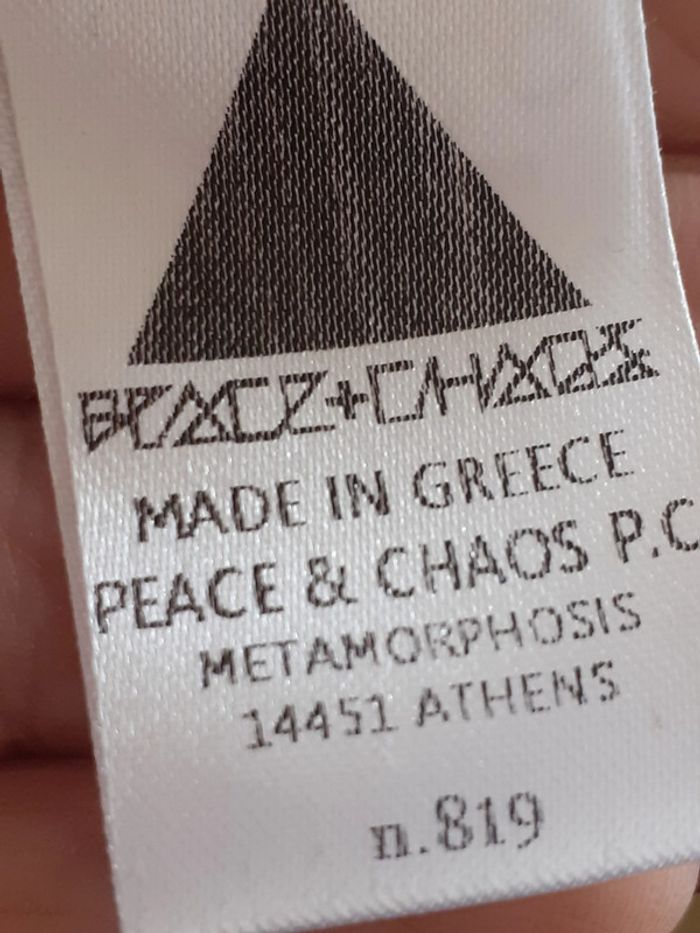 PEACE+CHAOS
MADE IN GREECE
PEACE & CHAOS P.C
METAMORPHOSIS
14451 ATHENS
n.819